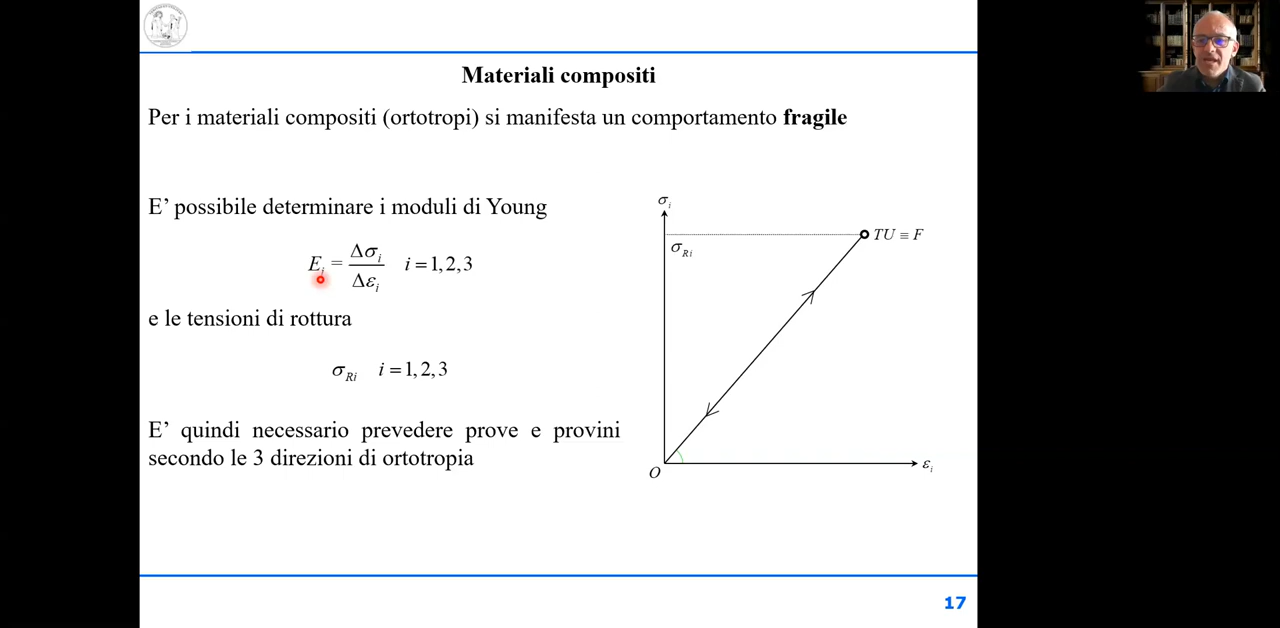 Materiali compositi
Per i materiali compositi (ortotropi) si manifesta un comportamento fragile
E' possibile determinare i moduli di Young
E_i = Δσ_i / Δε_i i = 1, 2, 3
e le tensioni di rottura
σ_Ri i = 1, 2, 3
E' quindi necessario prevedere prove e provini
secondo le 3 direzioni di ortotropia
σ_i
σ_Ri
TU ≡ F
O
ε_i
17